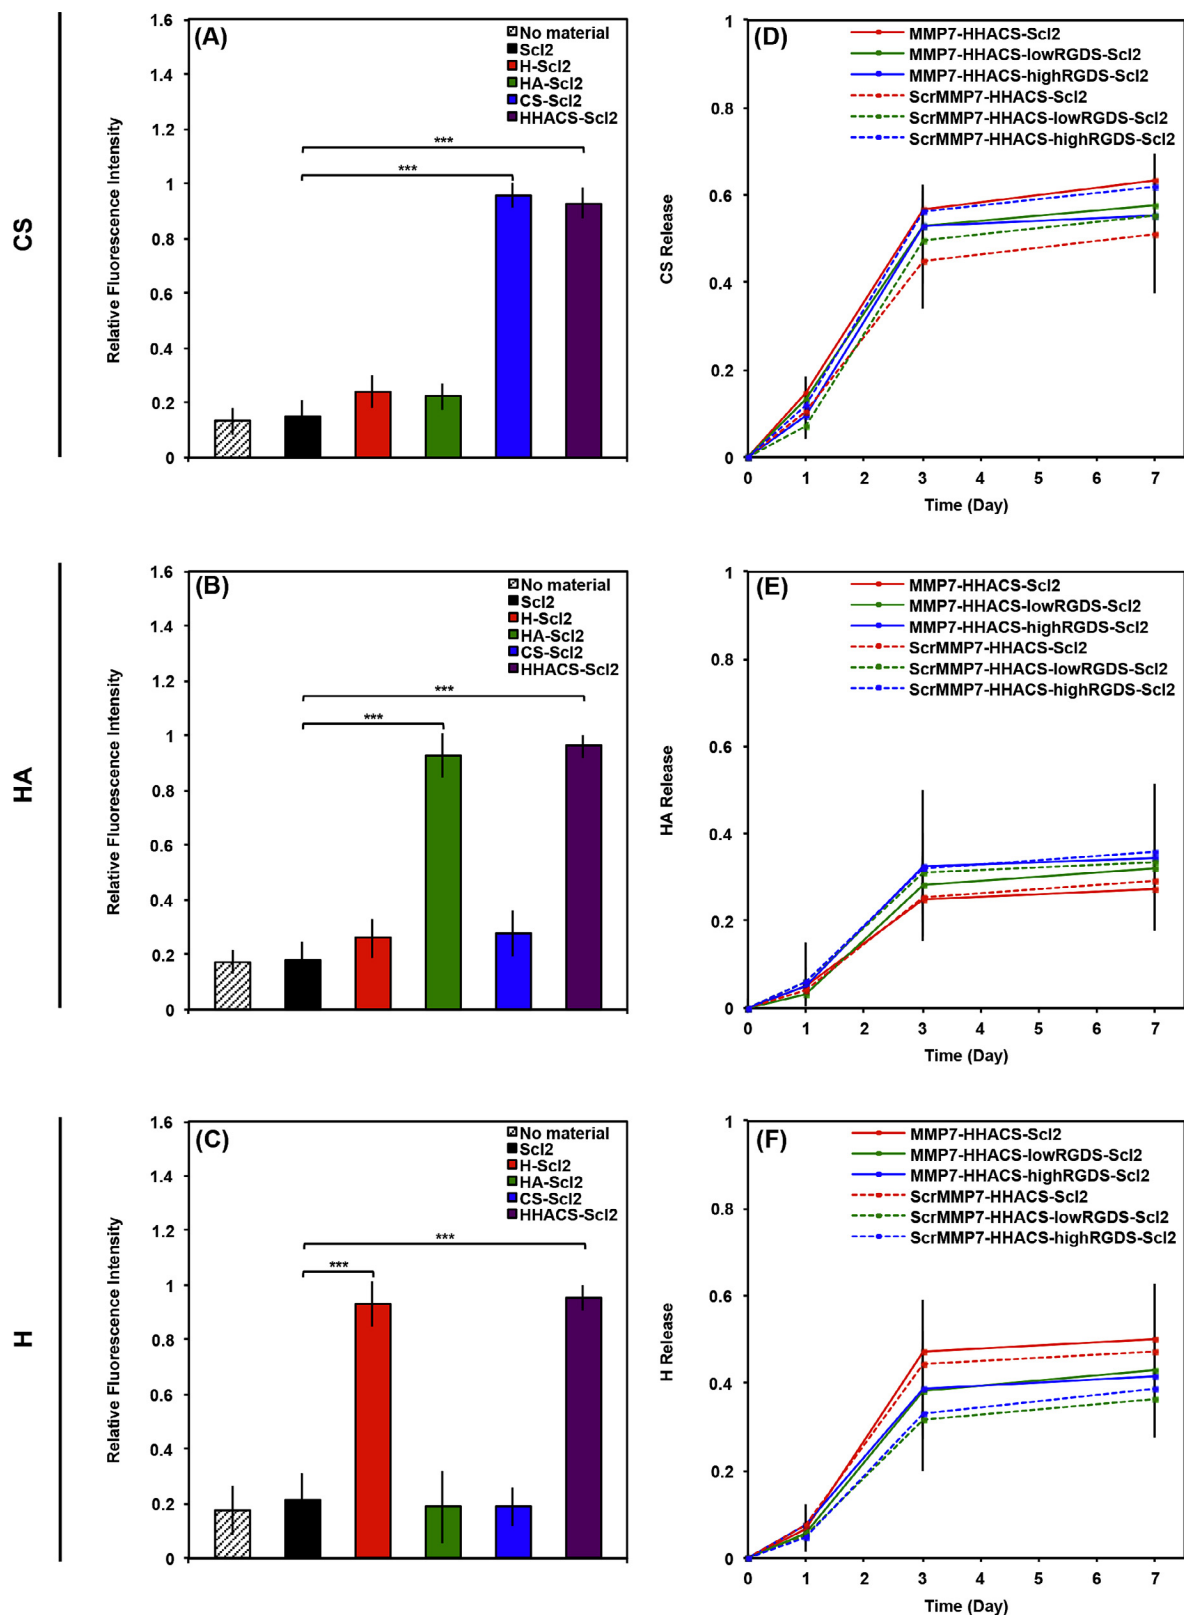 CS
(A)
Relative Fluorescence Intensity
1.6
1.4
1.2
1
0.8
0.6
0.4
0.2
0
No material
Scl2
H-Scl2
HA-Scl2
CS-Scl2
HHACS-Scl2
***
***
(D)
CS Release
1
0.8
0.6
0.4
0.2
0
MMP7-HHACS-Scl2
MMP7-HHACS-lowRGDS-Scl2
MMP7-HHACS-highRGDS-Scl2
ScrMMP7-HHACS-Scl2
ScrMMP7-HHACS-lowRGDS-Scl2
ScrMMP7-HHACS-highRGDS-Scl2
0 1 2 3 4 5 6 7
Time (Day)
HA
(B)
Relative Fluorescence Intensity
1.6
1.4
1.2
1
0.8
0.6
0.4
0.2
0
No material
Scl2
H-Scl2
HA-Scl2
CS-Scl2
HHACS-Scl2
***
***
(E)
HA Release
1
0.8
0.6
0.4
0.2
0
MMP7-HHACS-Scl2
MMP7-HHACS-lowRGDS-Scl2
MMP7-HHACS-highRGDS-Scl2
ScrMMP7-HHACS-Scl2
ScrMMP7-HHACS-lowRGDS-Scl2
ScrMMP7-HHACS-highRGDS-Scl2
0 1 2 3 4 5 6 7
Time (Day)
H
(C)
Relative Fluorescence Intensity
1.6
1.4
1.2
1
0.8
0.6
0.4
0.2
0
No material
Scl2
H-Scl2
HA-Scl2
CS-Scl2
HHACS-Scl2
***
***
(F)
H Release
1
0.8
0.6
0.4
0.2
0
MMP7-HHACS-Scl2
MMP7-HHACS-lowRGDS-Scl2
MMP7-HHACS-highRGDS-Scl2
ScrMMP7-HHACS-Scl2
ScrMMP7-HHACS-lowRGDS-Scl2
ScrMMP7-HHACS-highRGDS-Scl2
0 1 2 3 4 5 6 7
Time (Day)